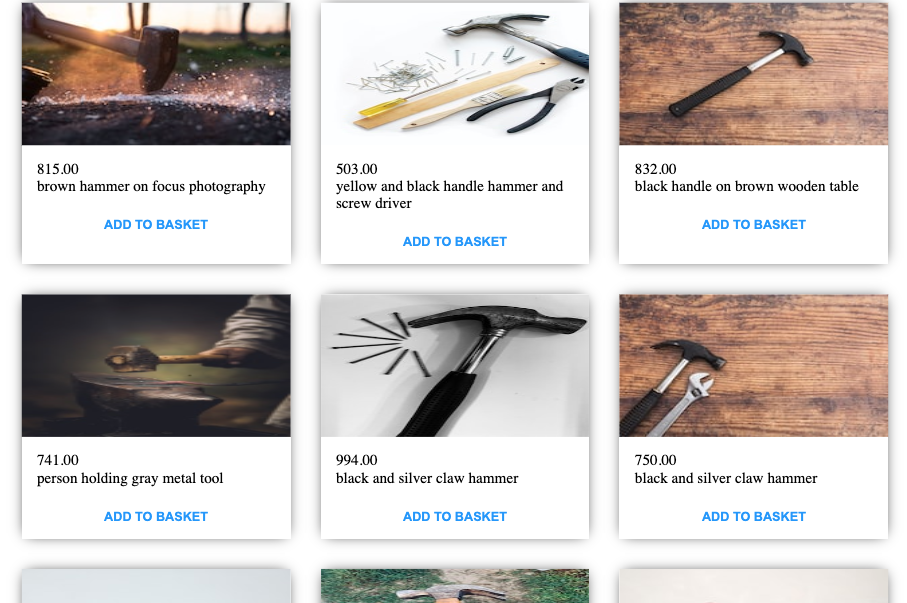 815.00
brown hammer on focus photography
ADD TO BASKET
503.00
yellow and black handle hammer and
screw driver
ADD TO BASKET
832.00
black handle on brown wooden table
ADD TO BASKET
741.00
person holding gray metal tool
ADD TO BASKET
994.00
black and silver claw hammer
ADD TO BASKET
750.00
black and silver claw hammer
ADD TO BASKET